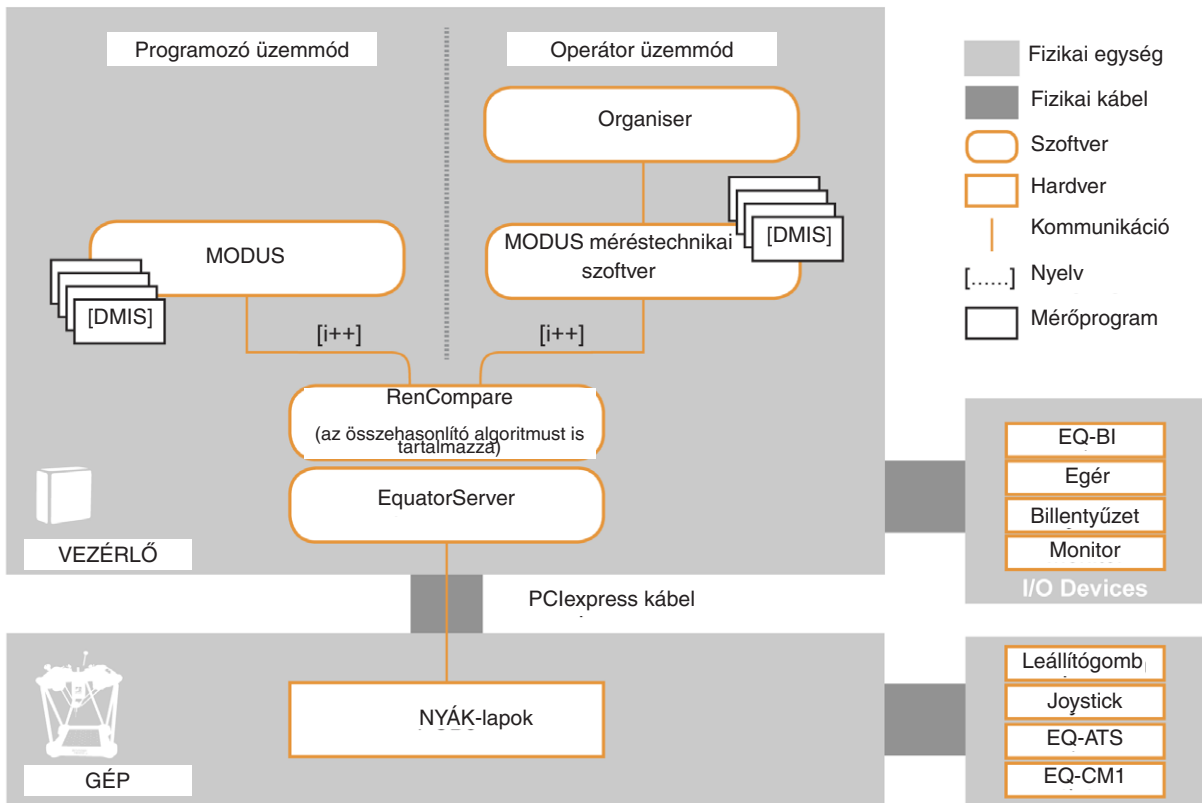 Programozó üzemmód
Operátor üzemmód
Organiser
MODUS
[DMIS]
MODUS méréstechnikai
szoftver
[DMIS]
[i++]
[i++]
RenCompare
(az összehasonlító algoritmust is
tartalmazza)
EquatorServer
VEZÉRLŐ
PCIexpress kábel
NYÁK-lapok
GÉP
Fizikai egység
Fizikai kábel
Szoftver
Hardver
Kommunikáció
[......] Nyelv
Mérőprogram
EQ-BI
Egér
Billentyűzet
Monitor
I/O Devices
Leállítógomb
Joystick
EQ-ATS
EQ-CM1